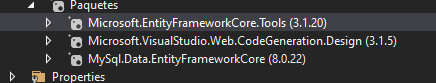 Paquetes
Microsoft.EntityFrameworkCore.Tools (3.1.20)
Microsoft.VisualStudio.Web.CodeGeneration.Design (3.1.5)
MySql.Data.EntityFrameworkCore (8.0.22)
Properties